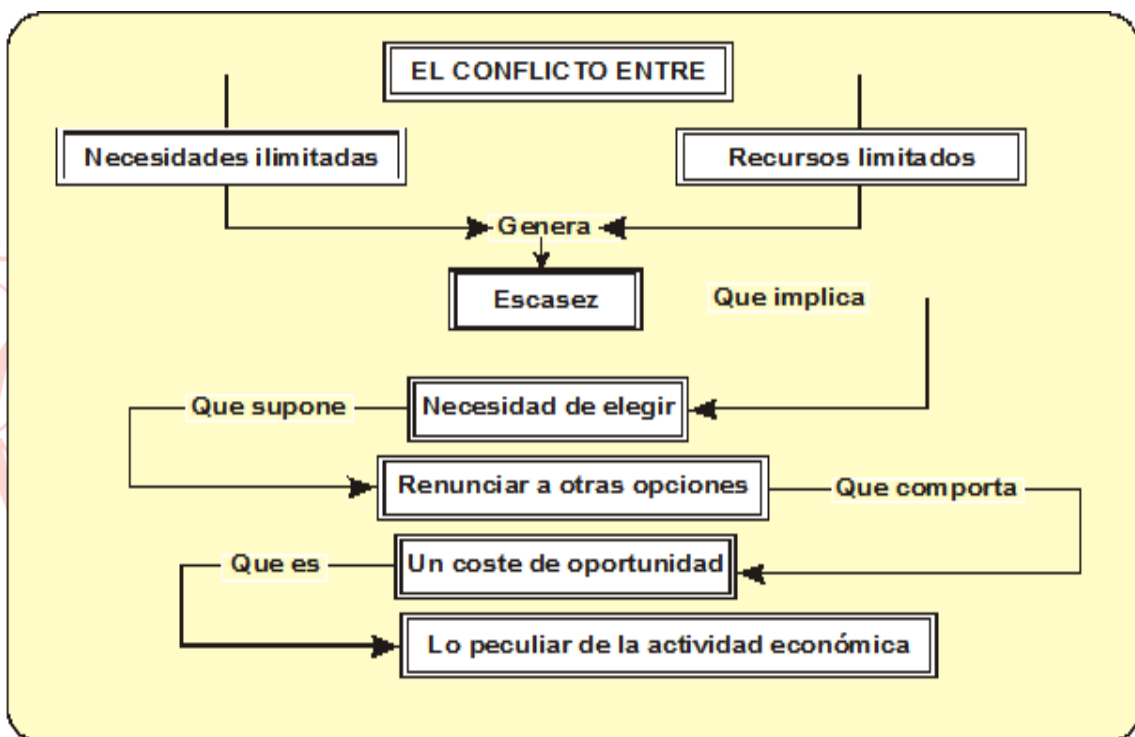 EL CONFLICTO ENTRE
Necesidades ilimitadas
Recursos limitados
Genera
Escasez
Que implica
Necesidad de elegir
Que supone
Renunciar a otras opciones
Que comporta
Un coste de oportunidad
Que es
Lo peculiar de la actividad económica